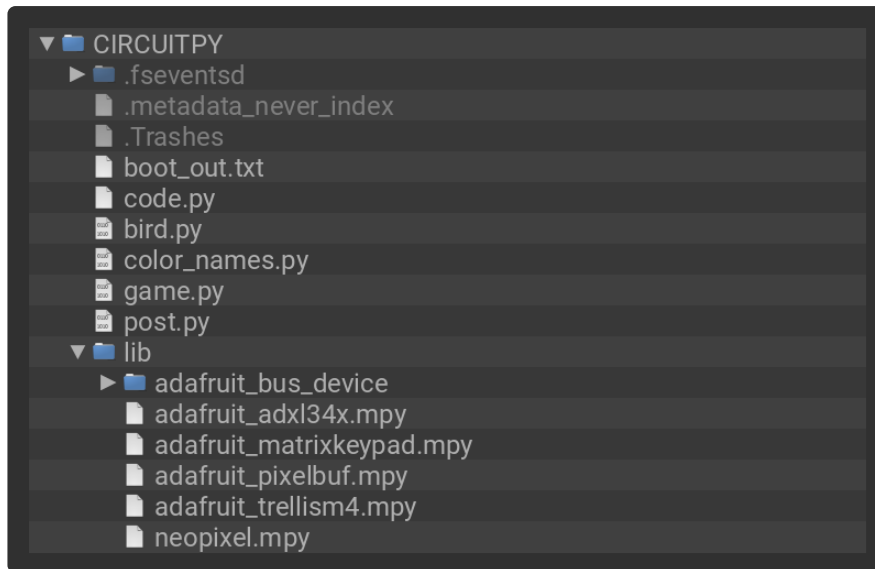 CIRCUITPY
.fseventsd
.metadata_never_index
.Trashes
boot_out.txt
code.py
bird.py
color_names.py
game.py
post.py
lib
adafruit_bus_device
adafruit_adxl34x.mpy
adafruit_matrixkeypad.mpy
adafruit_pixelbuf.mpy
adafruit_trellism4.mpy
neopixel.mpy